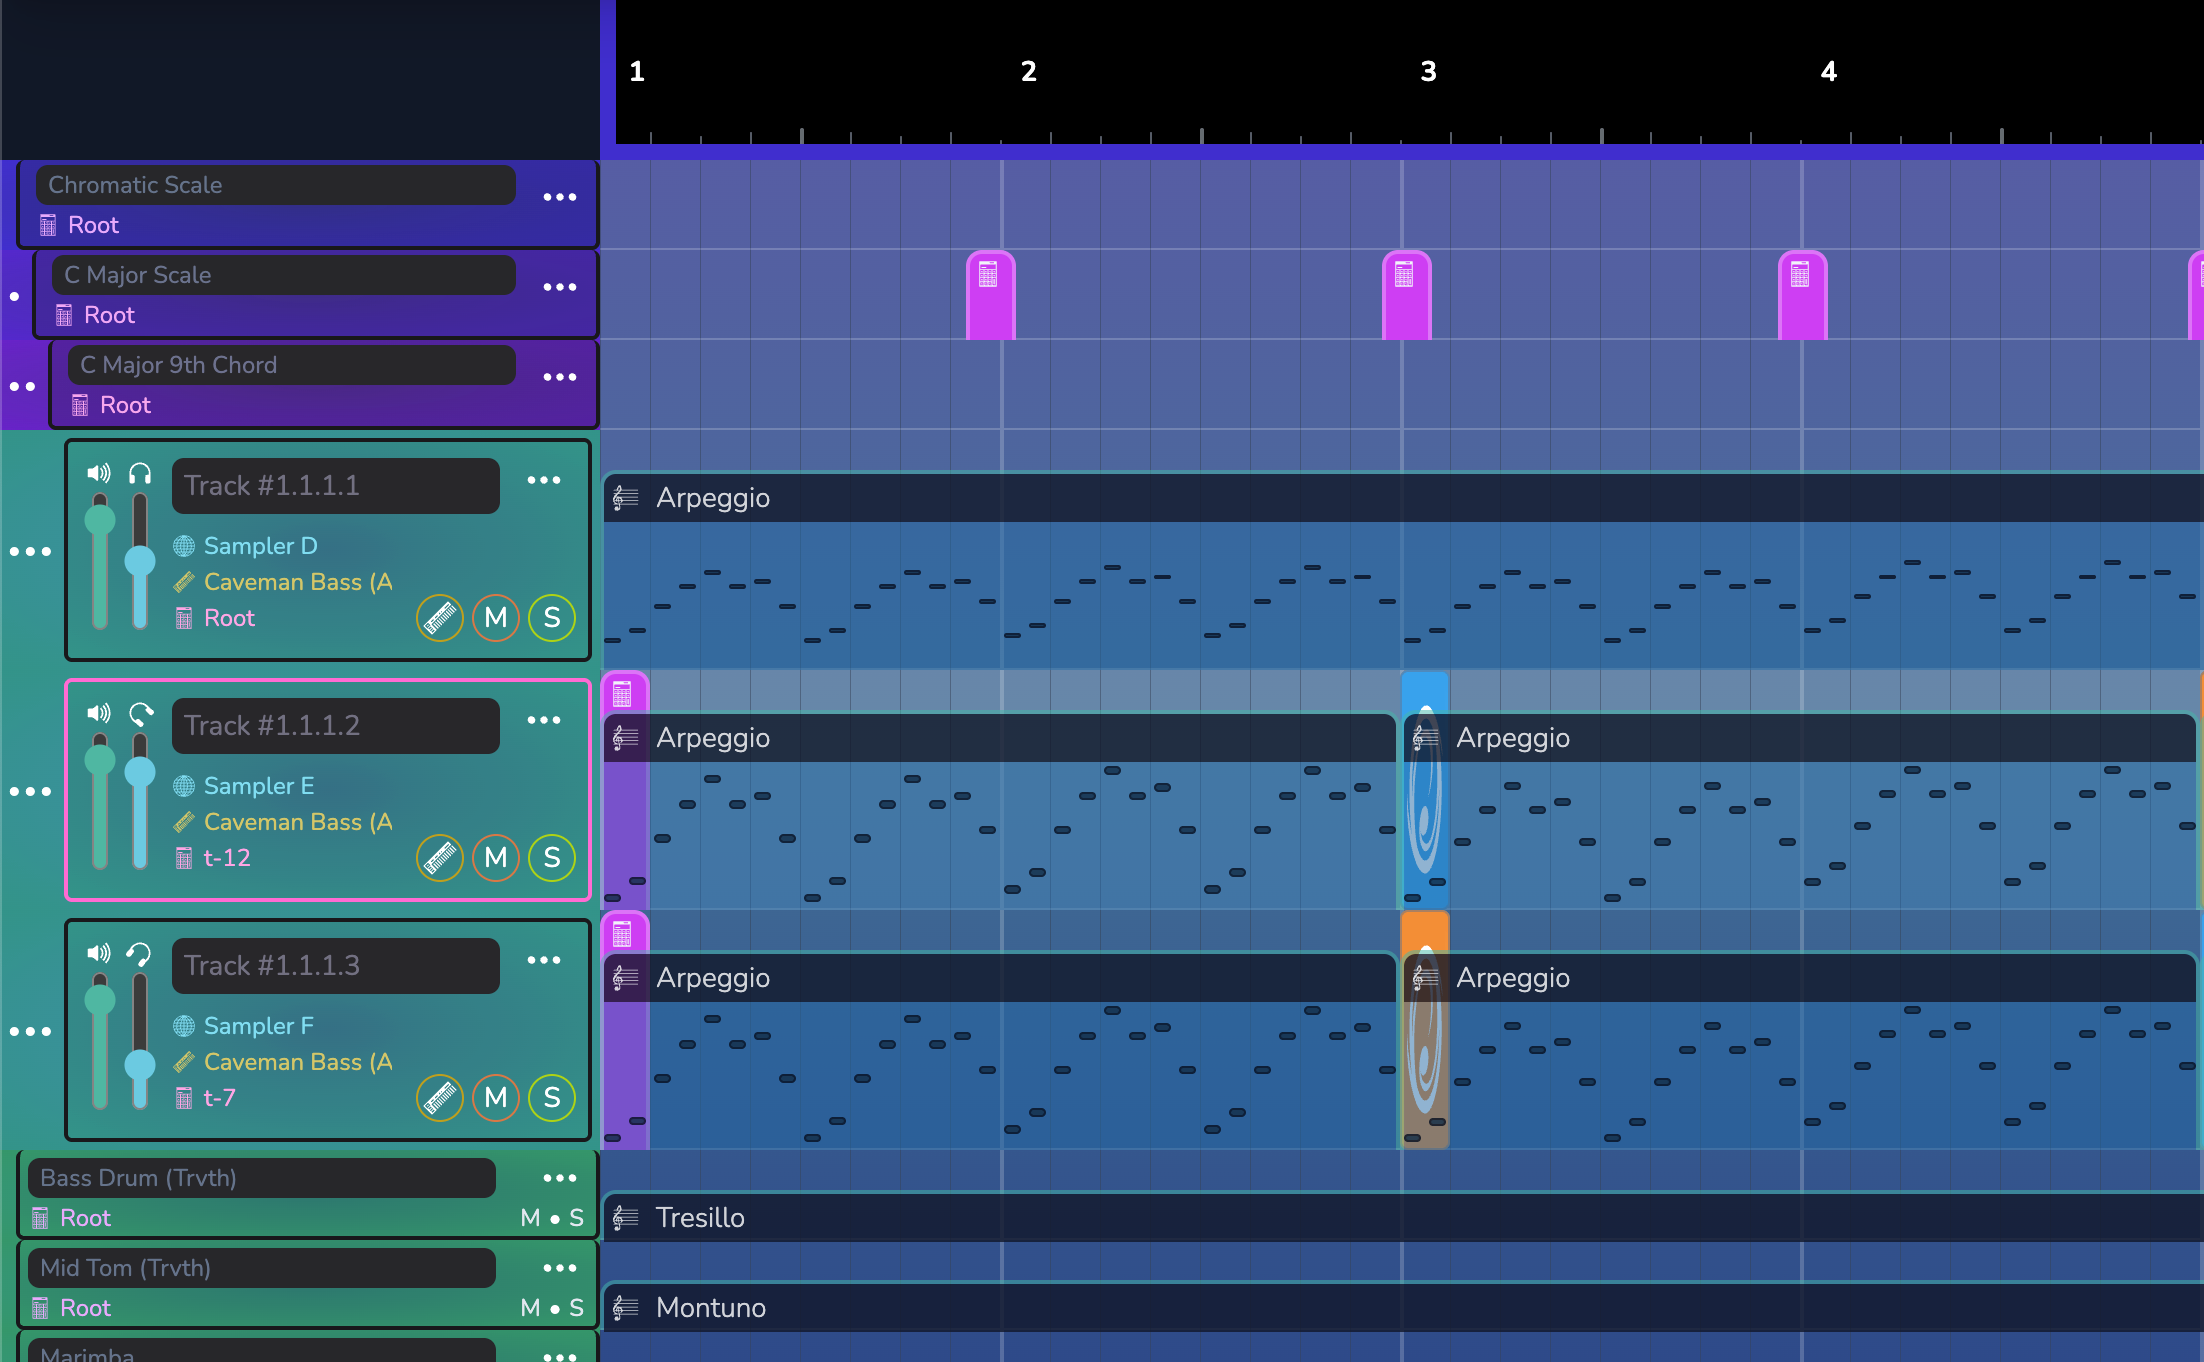 1 2 3 4
Chromatic Scale
Root
C Major Scale
Root
C Major 9th Chord
Root
Track #1.1.1.1
Sampler D
Caveman Bass (A
Root
M S
Arpeggio
Track #1.1.1.2
Sampler E
Caveman Bass (A
t-12
M S
Arpeggio Arpeggio
Track #1.1.1.3
Sampler F
Caveman Bass (A
t-7
M S
Arpeggio Arpeggio
Bass Drum (Trvth)
Root M • S
Tresillo
Mid Tom (Trvth)
Root M • S
Montuno
Marimba